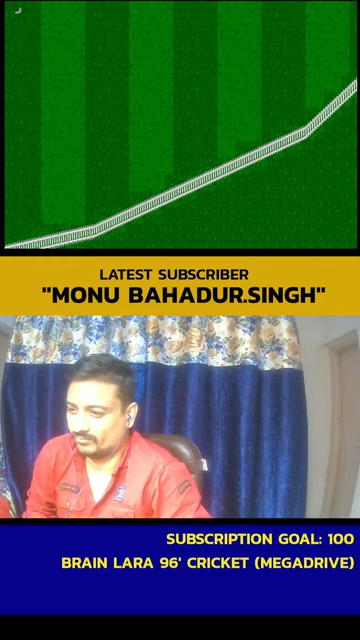 LATEST SUBSCRIBER
"MONU BAHADUR.SINGH"
SUBSCRIPTION GOAL: 100
BRAIN LARA 96' CRICKET (MEGADRIVE)